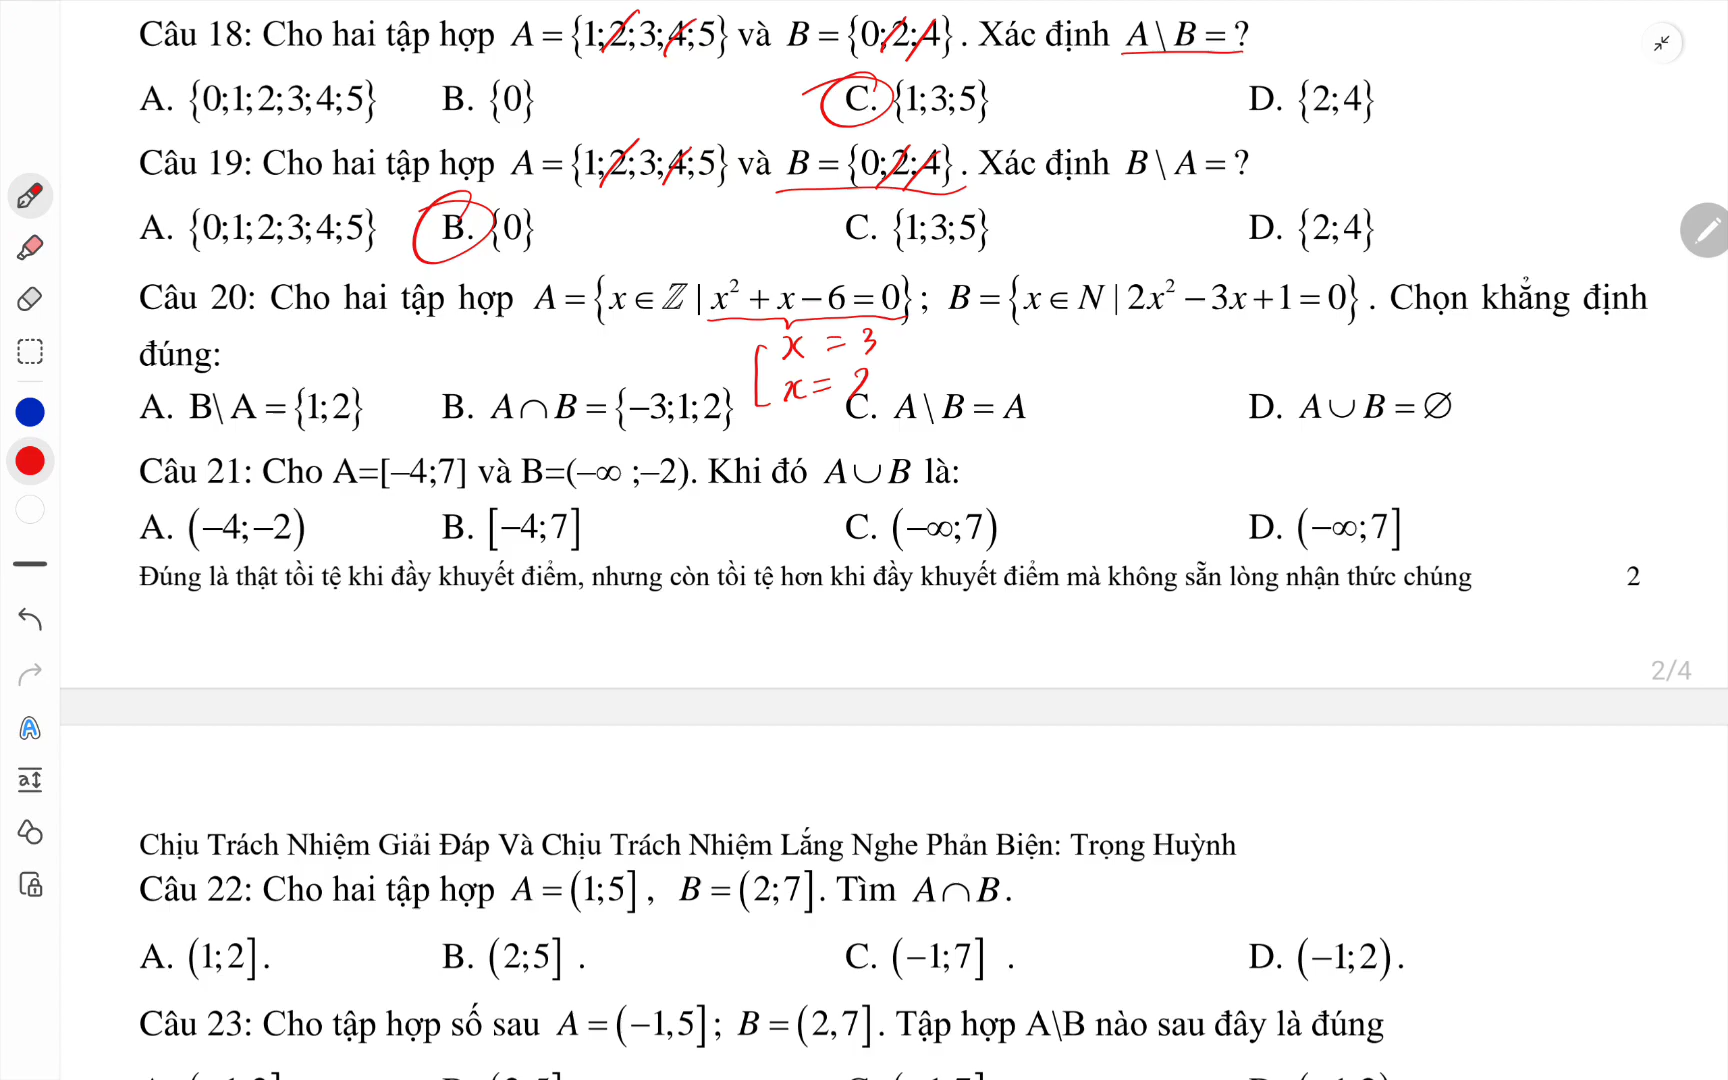 Câu 18: Cho hai tập hợp A = {1;2;3;4;5} và B = {0;2;4}. Xác định A \ B = ?
A. {0;1;2;3;4;5} B. {0} C. {1;3;5} D. {2;4}
Câu 19: Cho hai tập hợp A = {1;2;3;4;5} và B = {0;2;4}. Xác định B \ A = ?
A. {0;1;2;3;4;5} B. {0} C. {1;3;5} D. {2;4}
Câu 20: Cho hai tập hợp A = {x ∈ ℤ | x² + x − 6 = 0}; B = {x ∈ N | 2x² − 3x + 1 = 0}. Chọn khẳng định
x = 3
đúng:
x = 2
A. B\ A = {1;2} B. A ∩ B = {−3;1;2} C. A \ B = A D. A ∪ B = ∅
Câu 21: Cho A=[−4;7] và B=(−∞ ;−2). Khi đó A ∪ B là:
A. (−4;−2) B. [−4;7] C. (−∞;7) D. (−∞;7]
Đúng là thật tồi tệ khi đầy khuyết điểm, nhưng còn tồi tệ hơn khi đầy khuyết điểm mà không sẵn lòng nhận thức chúng 2
2/4
Chịu Trách Nhiệm Giải Đáp Và Chịu Trách Nhiệm Lắng Nghe Phản Biện: Trọng Huỳnh
Câu 22: Cho hai tập hợp A = (1;5], B = (2;7]. Tìm A ∩ B.
A. (1;2]. B. (2;5] . C. (−1;7] . D. (−1;2).
Câu 23: Cho tập hợp số sau A = (−1,5]; B = (2,7]. Tập hợp A\B nào sau đây là đúng